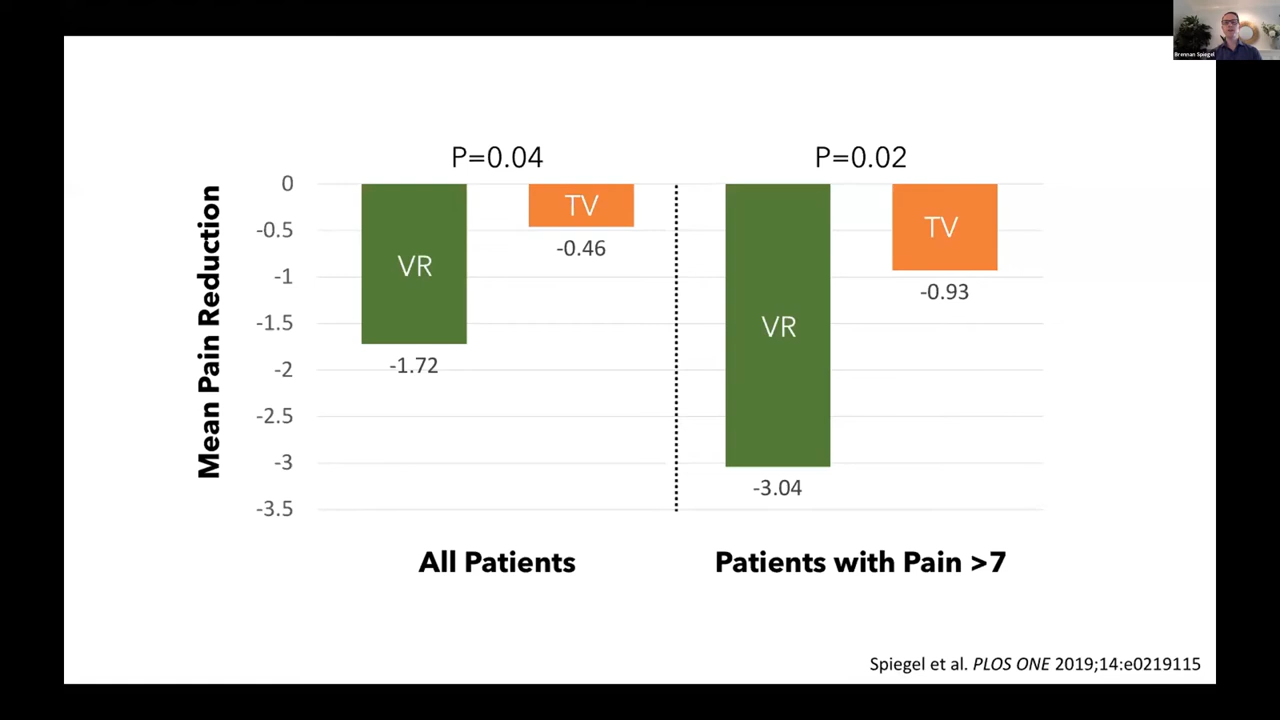 Brennan Spiegel
P=0.04
P=0.02
Mean Pain Reduction
0
-0.5
-1
-1.5
-2
-2.5
-3
-3.5
VR
-1.72
TV
-0.46
VR
-3.04
TV
-0.93
All Patients
Patients with Pain >7
Spiegel et al. PLOS ONE 2019;14:e0219115